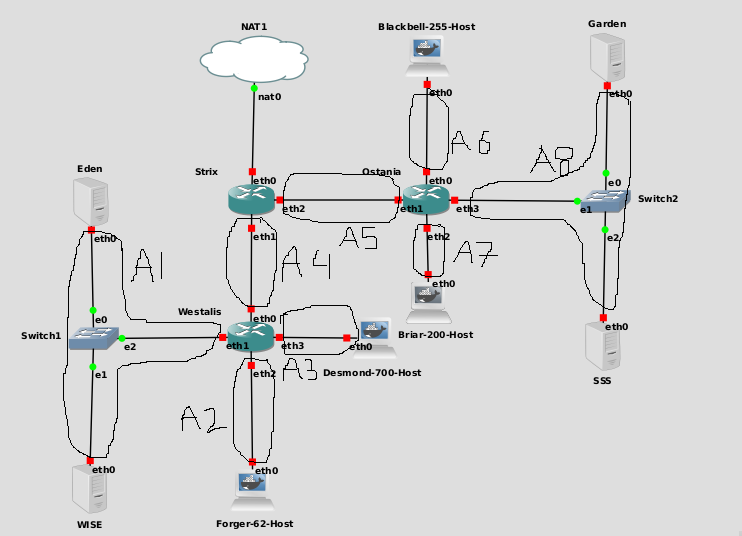 NAT1
Blackbell-255-Host
Garden
nat0
eth0
eth0
A6
A8
Eden
Strix
eth0
Ostania
eth0
e0
Switch2
eth2
eth1
eth3
e1
eth0
eth1
A5
eth2
A7
e2
A1
A4
eth0
Westalis
eth0
Switch1
e0
eth0
Briar-200-Host
e2
eth1
eth3
eth0
Desmond-700-Host
e1
eth2
A3
SSS
A2
eth0
eth0
WISE
Forger-62-Host